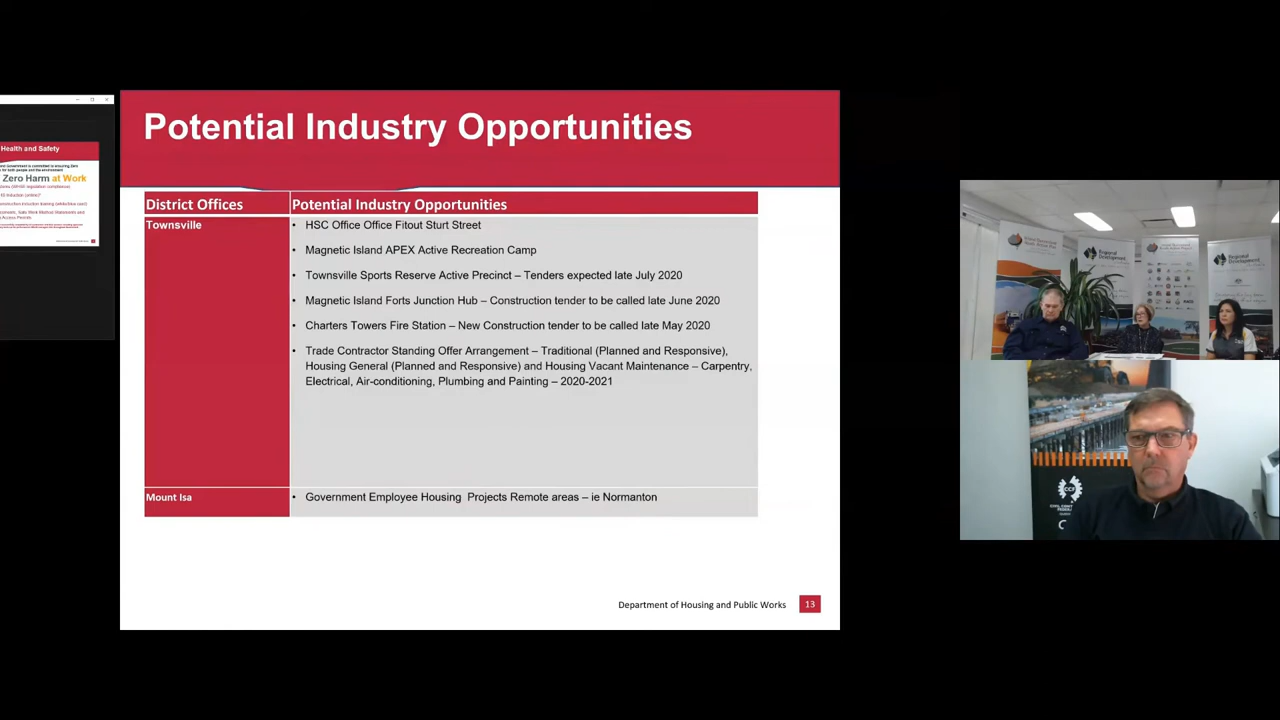 Potential Industry Opportunities
District Offices
Potential Industry Opportunities
Townsville
• HSC Office Office Fitout Sturt Street
• Magnetic Island APEX Active Recreation Camp
• Townsville Sports Reserve Active Precinct – Tenders expected late July 2020
• Magnetic Island Forts Junction Hub – Construction tender to be called late June 2020
• Charters Towers Fire Station – New Construction tender to be called late May 2020
• Trade Contractor Standing Offer Arrangement – Traditional (Planned and Responsive),
Housing General (Planned and Responsive) and Housing Vacant Maintenance – Carpentry,
Electrical, Air-conditioning, Plumbing and Painting – 2020-2021
Mount Isa
• Government Employee Housing Projects Remote areas – ie Normanton
Department of Housing and Public Works
13
Health and Safety
Zero Harm at Work
Regional
Development
Regional
Development
CCF